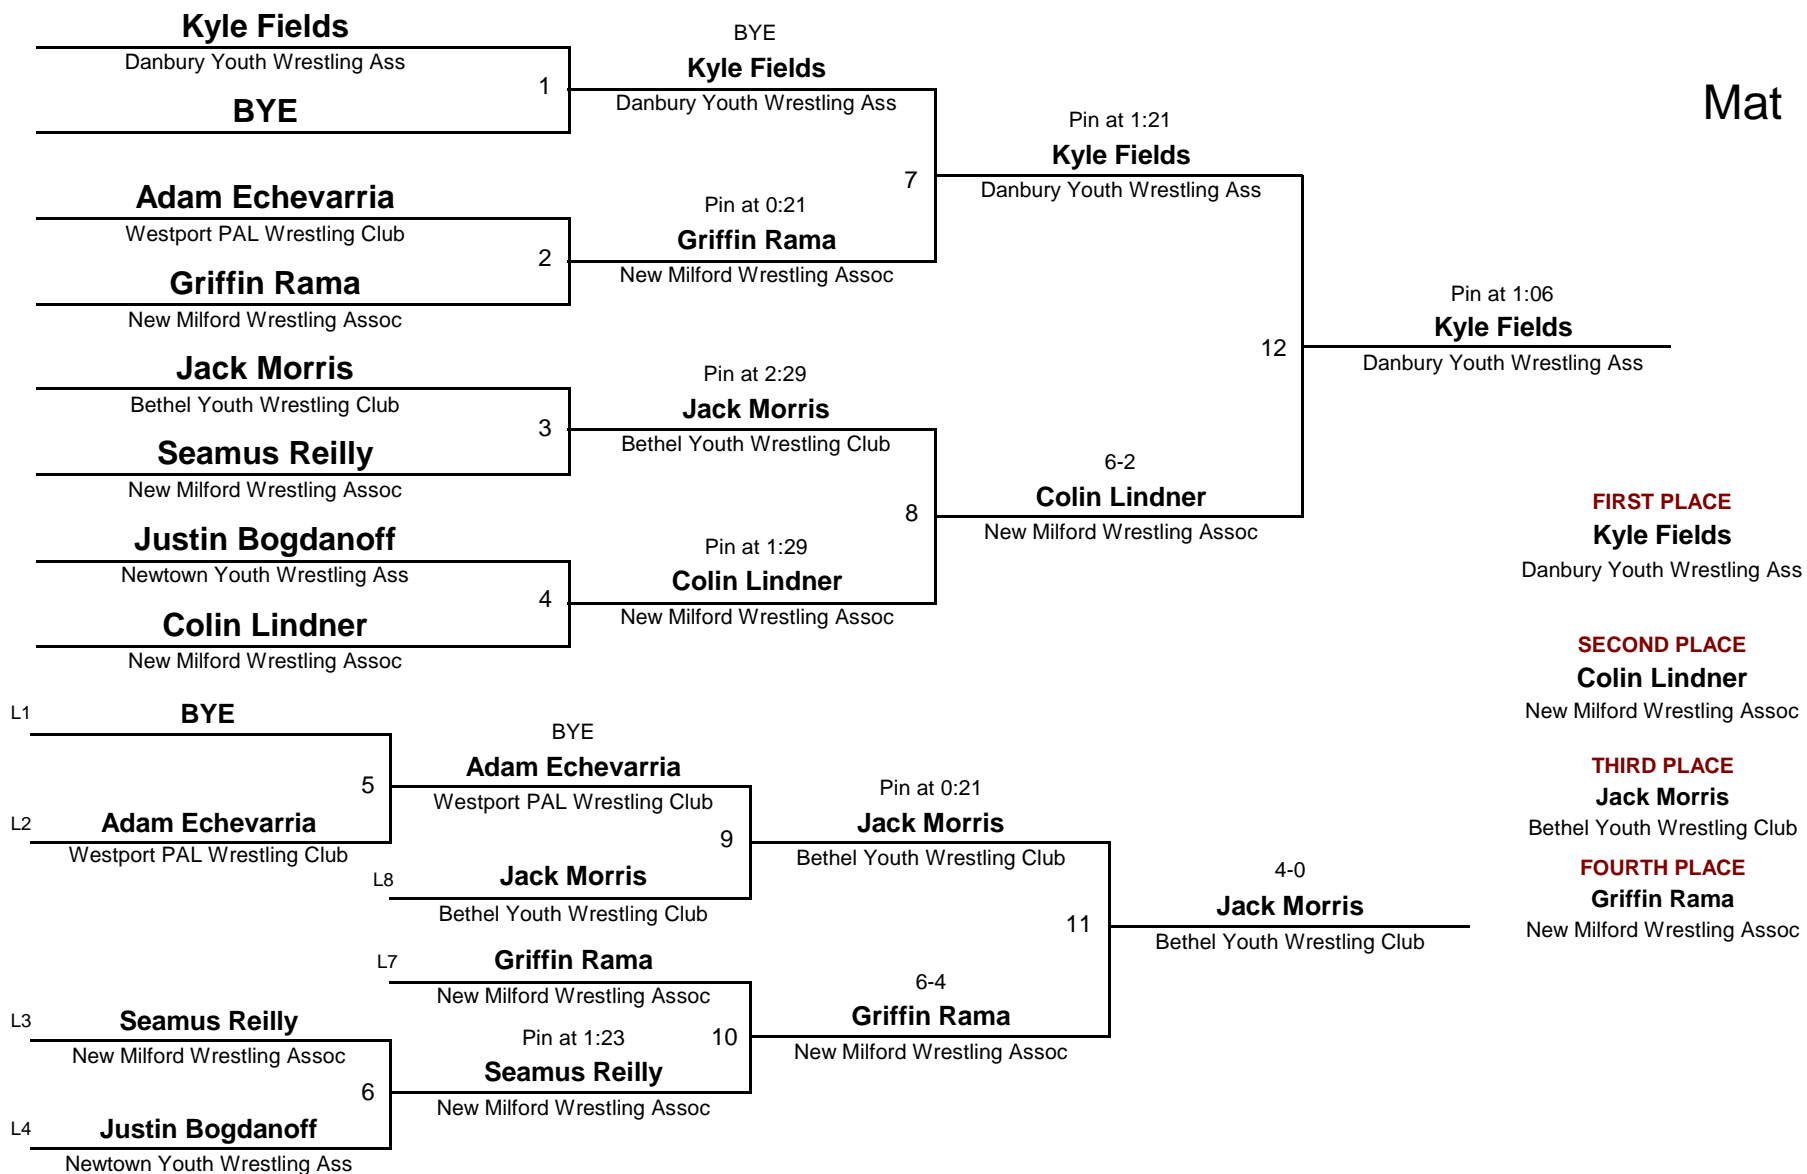 Kyle Fields
Danbury Youth Wrestling Ass
1
BYE
BYE
Kyle Fields
Danbury Youth Wrestling Ass
Mat
Adam Echevarria
Westport PAL Wrestling Club
2
Griffin Rama
New Milford Wrestling Assoc
Pin at 0:21
Griffin Rama
New Milford Wrestling Assoc
7
Pin at 1:21
Kyle Fields
Danbury Youth Wrestling Ass
Jack Morris
Bethel Youth Wrestling Club
3
Seamus Reilly
New Milford Wrestling Assoc
Pin at 2:29
Jack Morris
Bethel Youth Wrestling Club
Justin Bogdanoff
Newtown Youth Wrestling Ass
4
Colin Lindner
New Milford Wrestling Assoc
Pin at 1:29
Colin Lindner
New Milford Wrestling Assoc
8
6-2
Colin Lindner
New Milford Wrestling Assoc
12
Pin at 1:06
Kyle Fields
Danbury Youth Wrestling Ass
FIRST PLACE
Kyle Fields
Danbury Youth Wrestling Ass
SECOND PLACE
Colin Lindner
New Milford Wrestling Assoc
THIRD PLACE
Jack Morris
Bethel Youth Wrestling Club
FOURTH PLACE
Griffin Rama
New Milford Wrestling Assoc
L1
BYE
5
L2
Adam Echevarria
Westport PAL Wrestling Club
BYE
Adam Echevarria
Westport PAL Wrestling Club
9
L8
Jack Morris
Bethel Youth Wrestling Club
Pin at 0:21
Jack Morris
Bethel Youth Wrestling Club
L7
Griffin Rama
New Milford Wrestling Assoc
10
L3
Seamus Reilly
New Milford Wrestling Assoc
6
L4
Justin Bogdanoff
Newtown Youth Wrestling Ass
Pin at 1:23
Seamus Reilly
New Milford Wrestling Assoc
6-4
Griffin Rama
New Milford Wrestling Assoc
11
4-0
Jack Morris
Bethel Youth Wrestling Club